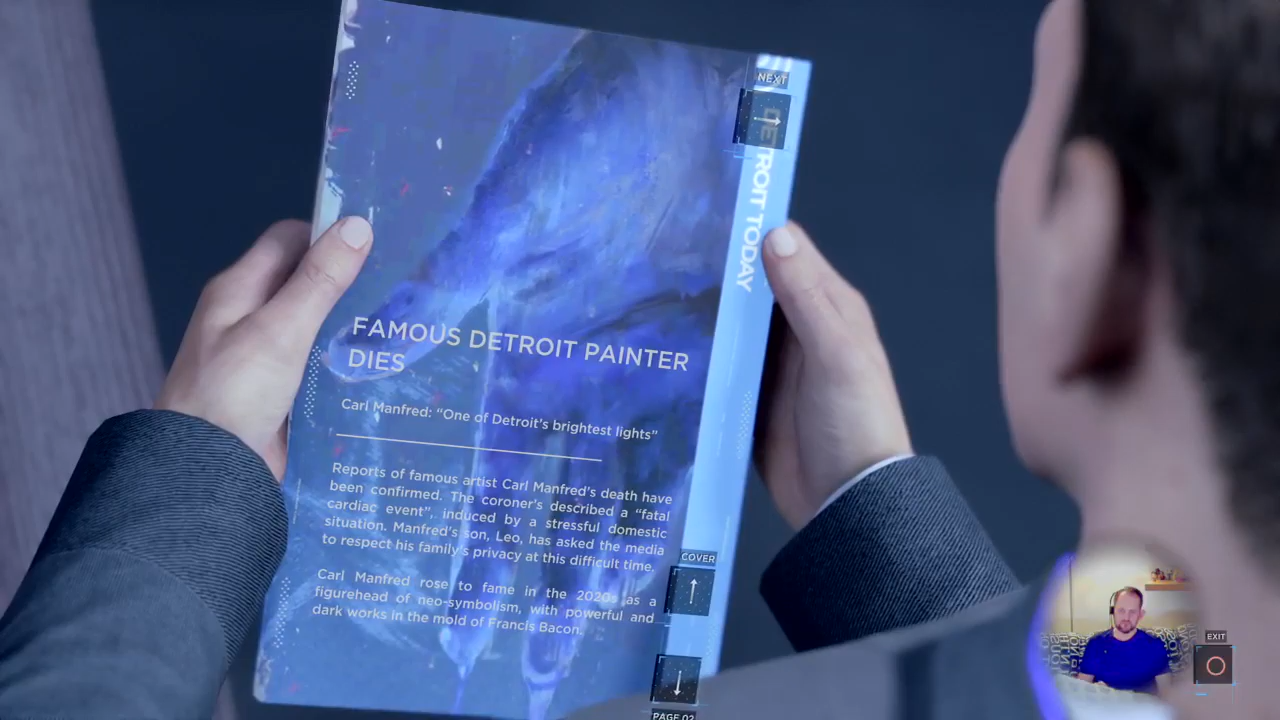 NEXT
DETROIT TODAY
FAMOUS DETROIT PAINTER
DIES
Carl Manfred: “One of Detroit’s brightest lights”
Reports of famous artist Carl Manfred’s death have
been confirmed. The coroner’s described a “fatal
cardiac event”, induced by a stressful domestic
situation. Manfred’s son, Leo, has asked the media
to respect his family’s privacy at this difficult time.
Carl Manfred rose to fame in the 2020s as a
figurehead of neo-symbolism, with powerful and
dark works in the mold of Francis Bacon.
COVER
PAGE 02
EXIT